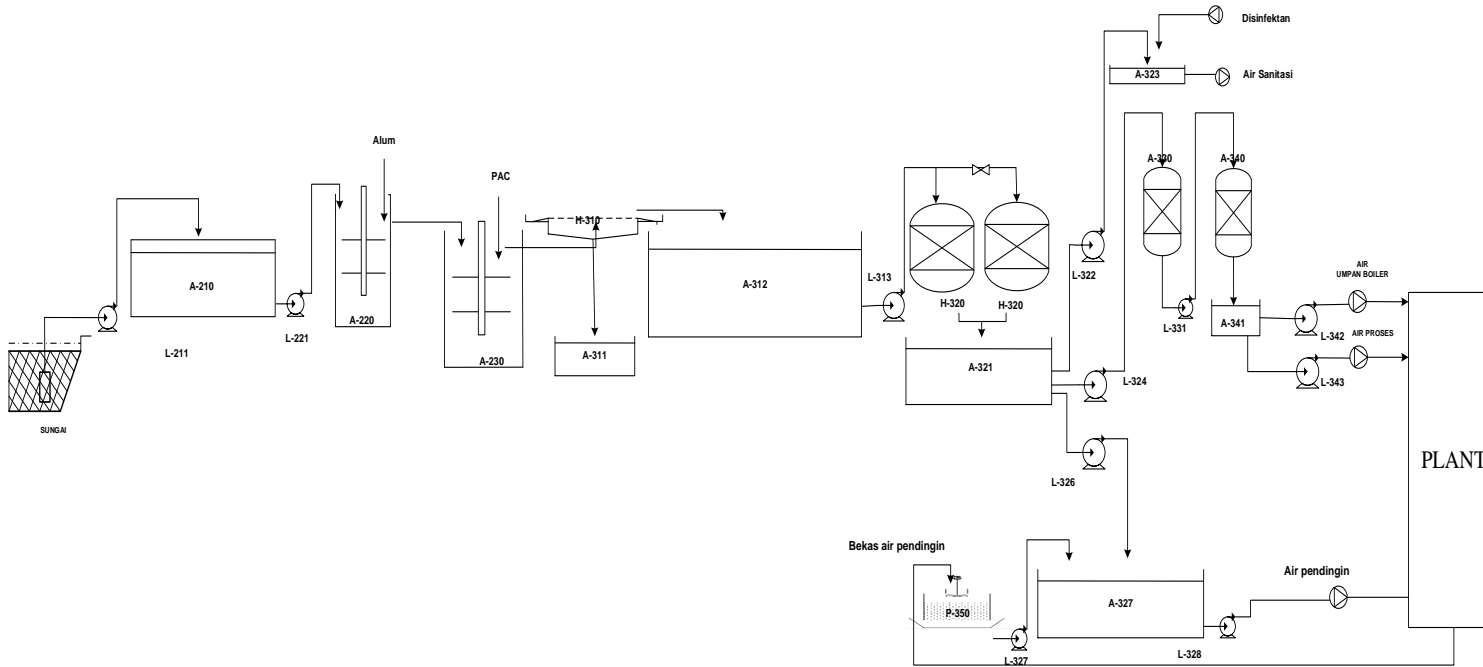 Disinfektan
A-323
Air Sanitasi
Alum
PAC
A-330
A-340
H-310
L-313
L-322
AIR
UMPAN BOILER
A-210
A-312
H-320
H-320
L-331
A-341
L-342
AIR PROSES
L-211
L-221
A-220
A-230
A-311
A-321
L-324
L-343
SUNGAI
PLANT
L-326
Bekas air pendingin
Air pendingin
P-350
A-327
L-327
L-328